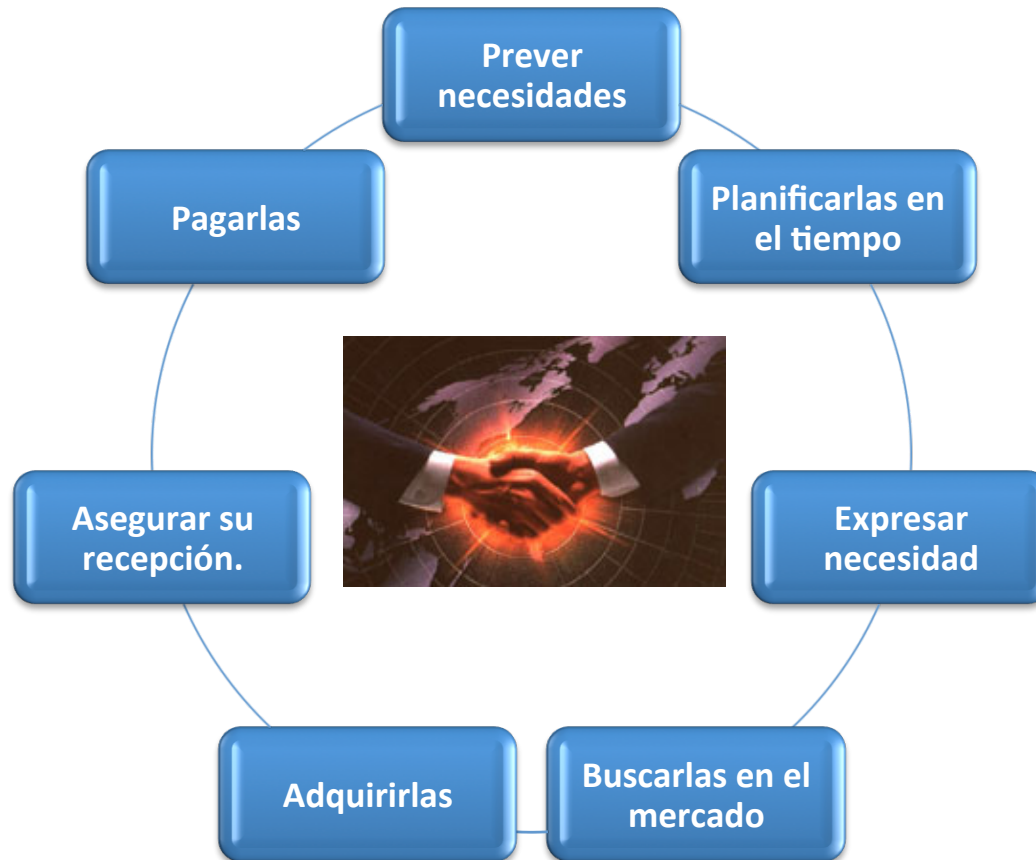 Prever
necesidades
Planificarlas en
el tiempo
Expresar
necesidad
Buscarlas en el
mercado
Adquirirlas
Asegurar su
recepción.
Pagarlas